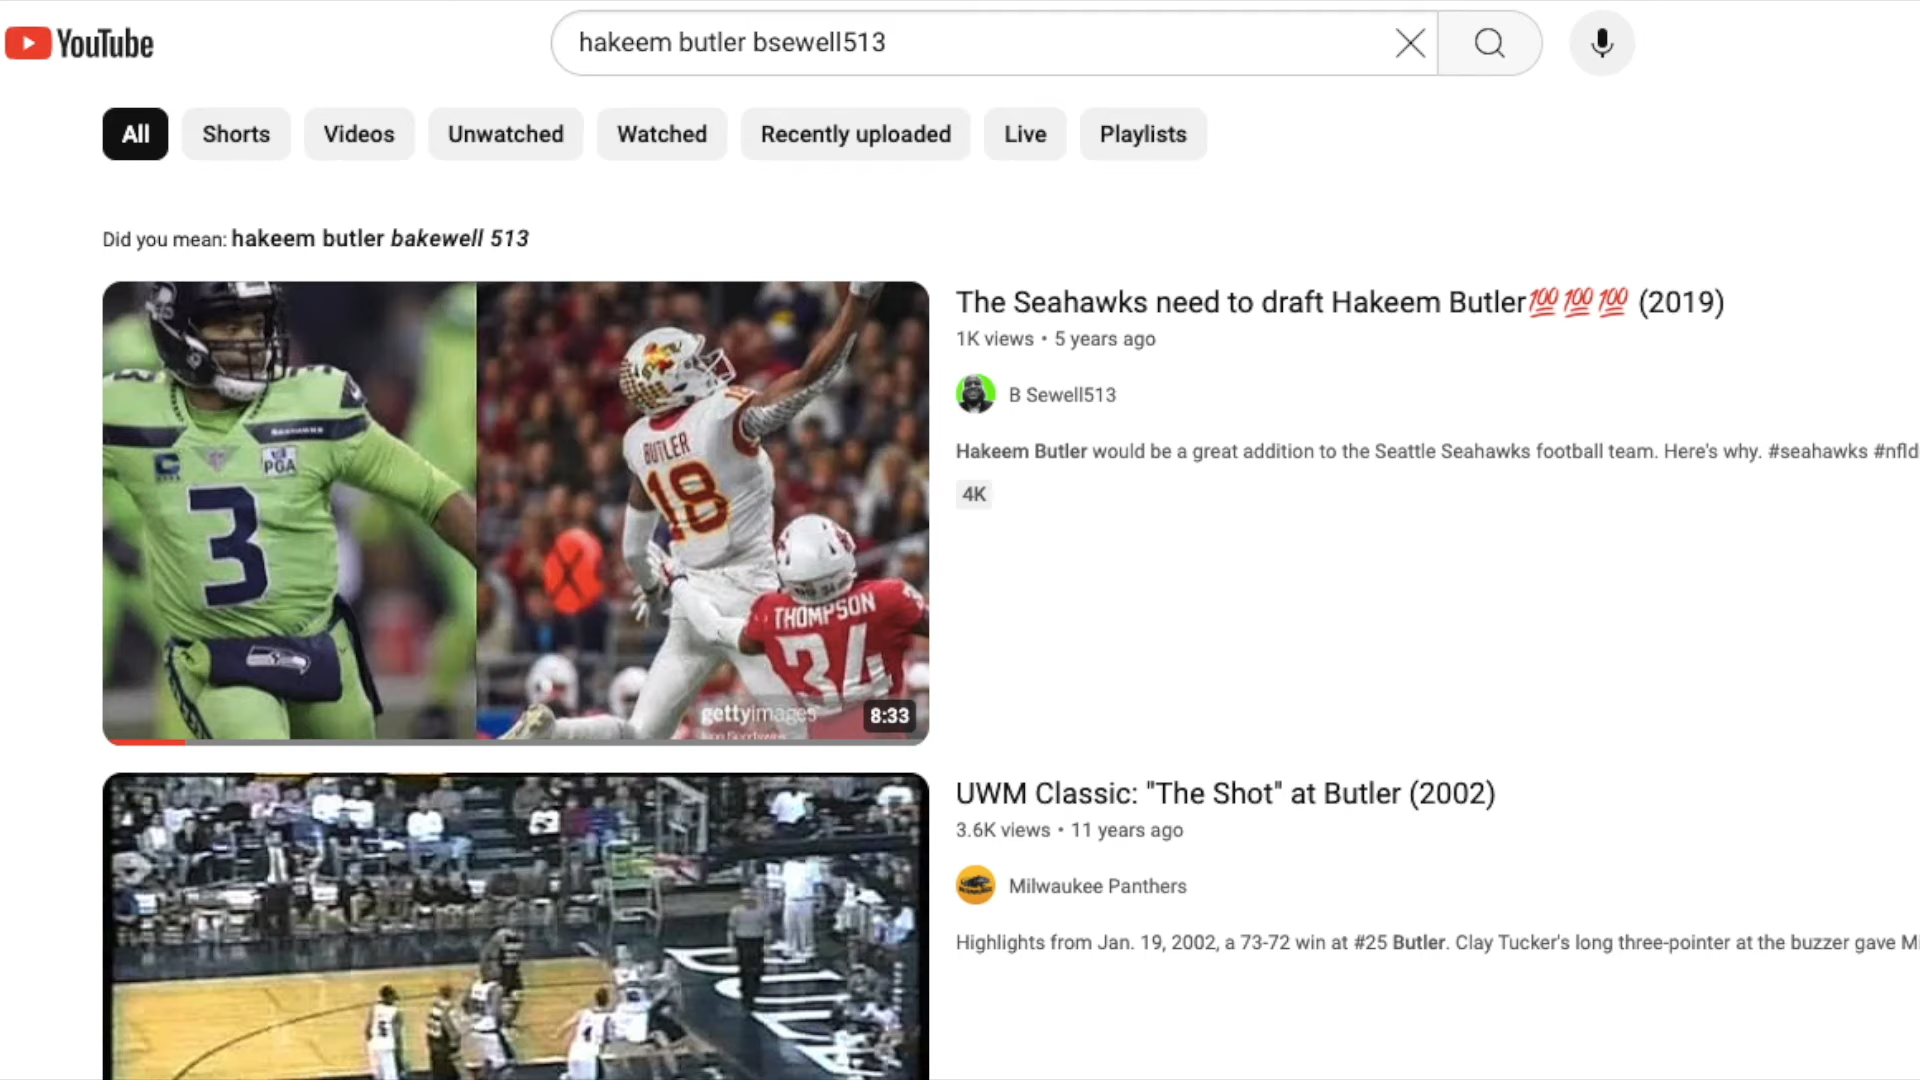 YouTube
hakeem butler bsewell513
All
Shorts
Videos
Unwatched
Watched
Recently uploaded
Live
Playlists
Did you mean: hakeem butler bakewell 513
SEAHAWKS
PGA
3
BUTLER
18
THOMPSON
34
gettyimages
8:33
The Seahawks need to draft Hakeem Butler💯💯💯 (2019)
1K views • 5 years ago
B Sewell513
Hakeem Butler would be a great addition to the Seattle Seahawks football team. Here's why. #seahawks #nfld
4K
UWM Classic: "The Shot" at Butler (2002)
3.6K views • 11 years ago
Milwaukee Panthers
Highlights from Jan. 19, 2002, a 73-72 win at #25 Butler. Clay Tucker's long three-pointer at the buzzer gave Mi
4